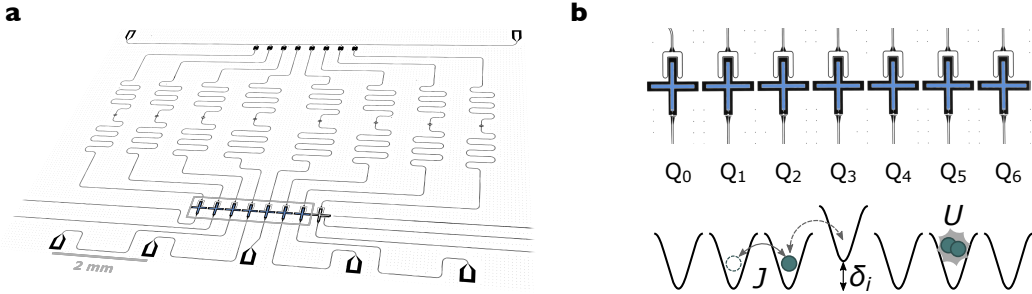 a
2 mm
b
Q₀ Q₁ Q₂ Q₃ Q₄ Q₅ Q₆
U
J
δᵢ